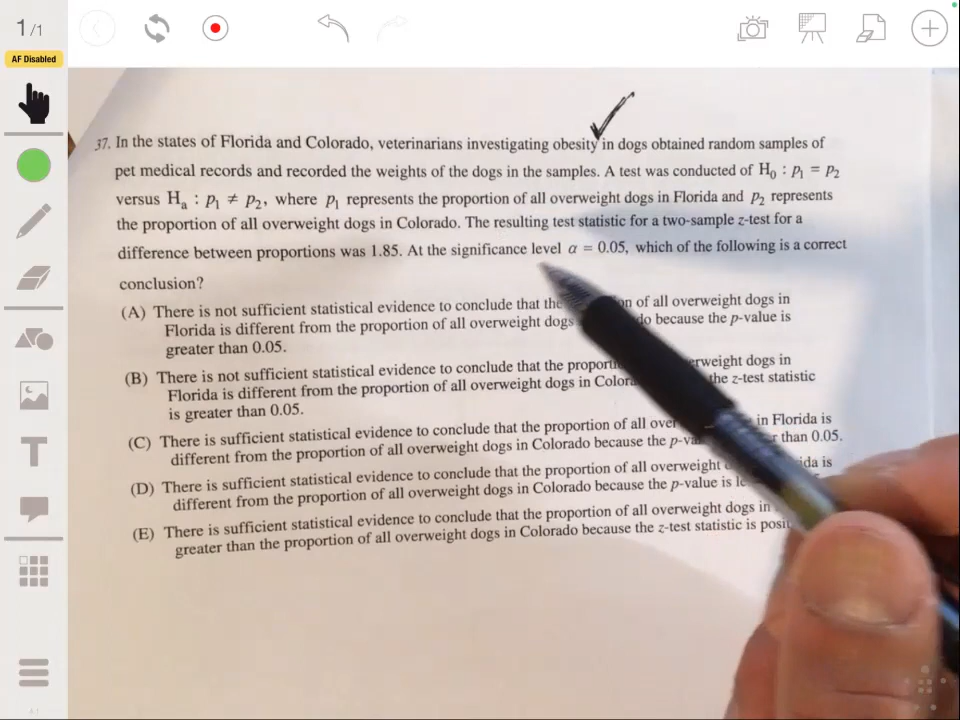 1/1
AF Disabled
T
37. In the states of Florida and Colorado, veterinarians investigating obesity in dogs obtained random samples of
pet medical records and recorded the weights of the dogs in the samples. A test was conducted of H₀ : p₁ = p₂
versus Hₐ : p₁ ≠ p₂, where p₁ represents the proportion of all overweight dogs in Florida and p₂ represents
the proportion of all overweight dogs in Colorado. The resulting test statistic for a two-sample z-test for a
difference between proportions was 1.85. At the significance level α = 0.05, which of the following is a correct
conclusion?
(A) There is not sufficient statistical evidence to conclude that the of all overweight dogs in
Florida is different from the proportion of all overweight dogs because the p-value is
greater than 0.05.
(B) There is not sufficient statistical evidence to conclude that the dogs in
Florida is different from the proportion of all overweight dogs in the z-test statistic
is greater than 0.05.
(C) There is sufficient statistical evidence to conclude that the proportion of all in Florida is
different from the proportion of all overweight dogs in Colorado because the than 0.05.
(D) There is sufficient statistical evidence to conclude that the proportion of all overweight is
different from the proportion of all overweight dogs in Colorado because the p-value is
(E) There is sufficient statistical evidence to conclude that the proportion of all overweight dogs in
greater than the proportion of all overweight dogs in Colorado because the z-test statistic is